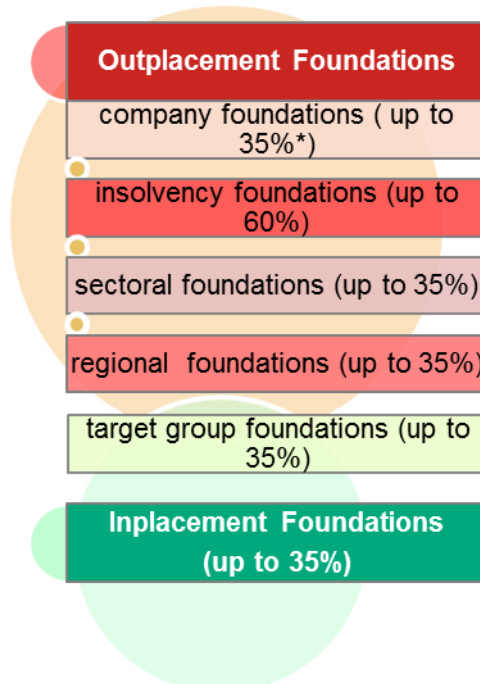 Outplacement Foundations
company foundations ( up to
35%*)
insolvency foundations (up to
60%)
sectoral foundations (up to 35%)
regional foundations (up to 35%)
target group foundations (up to
35%)
Inplacement Foundations
(up to 35%)